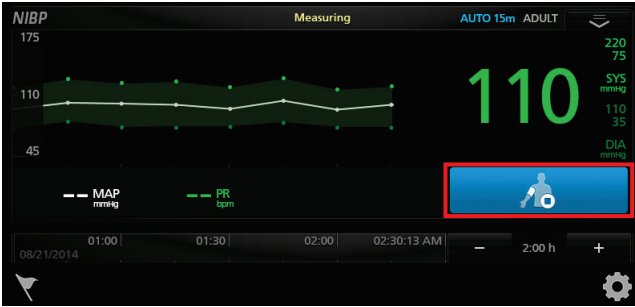 NIBP Measuring AUTO 15m ADULT
175
220
75
SYS
mmHg
110
110
110
35
DIA
mmHg
45
-- MAP
mmHg
-- PR
bpm
01:00 01:30 02:00 02:30:13 AM
08/21/2014
− 2:00 h +